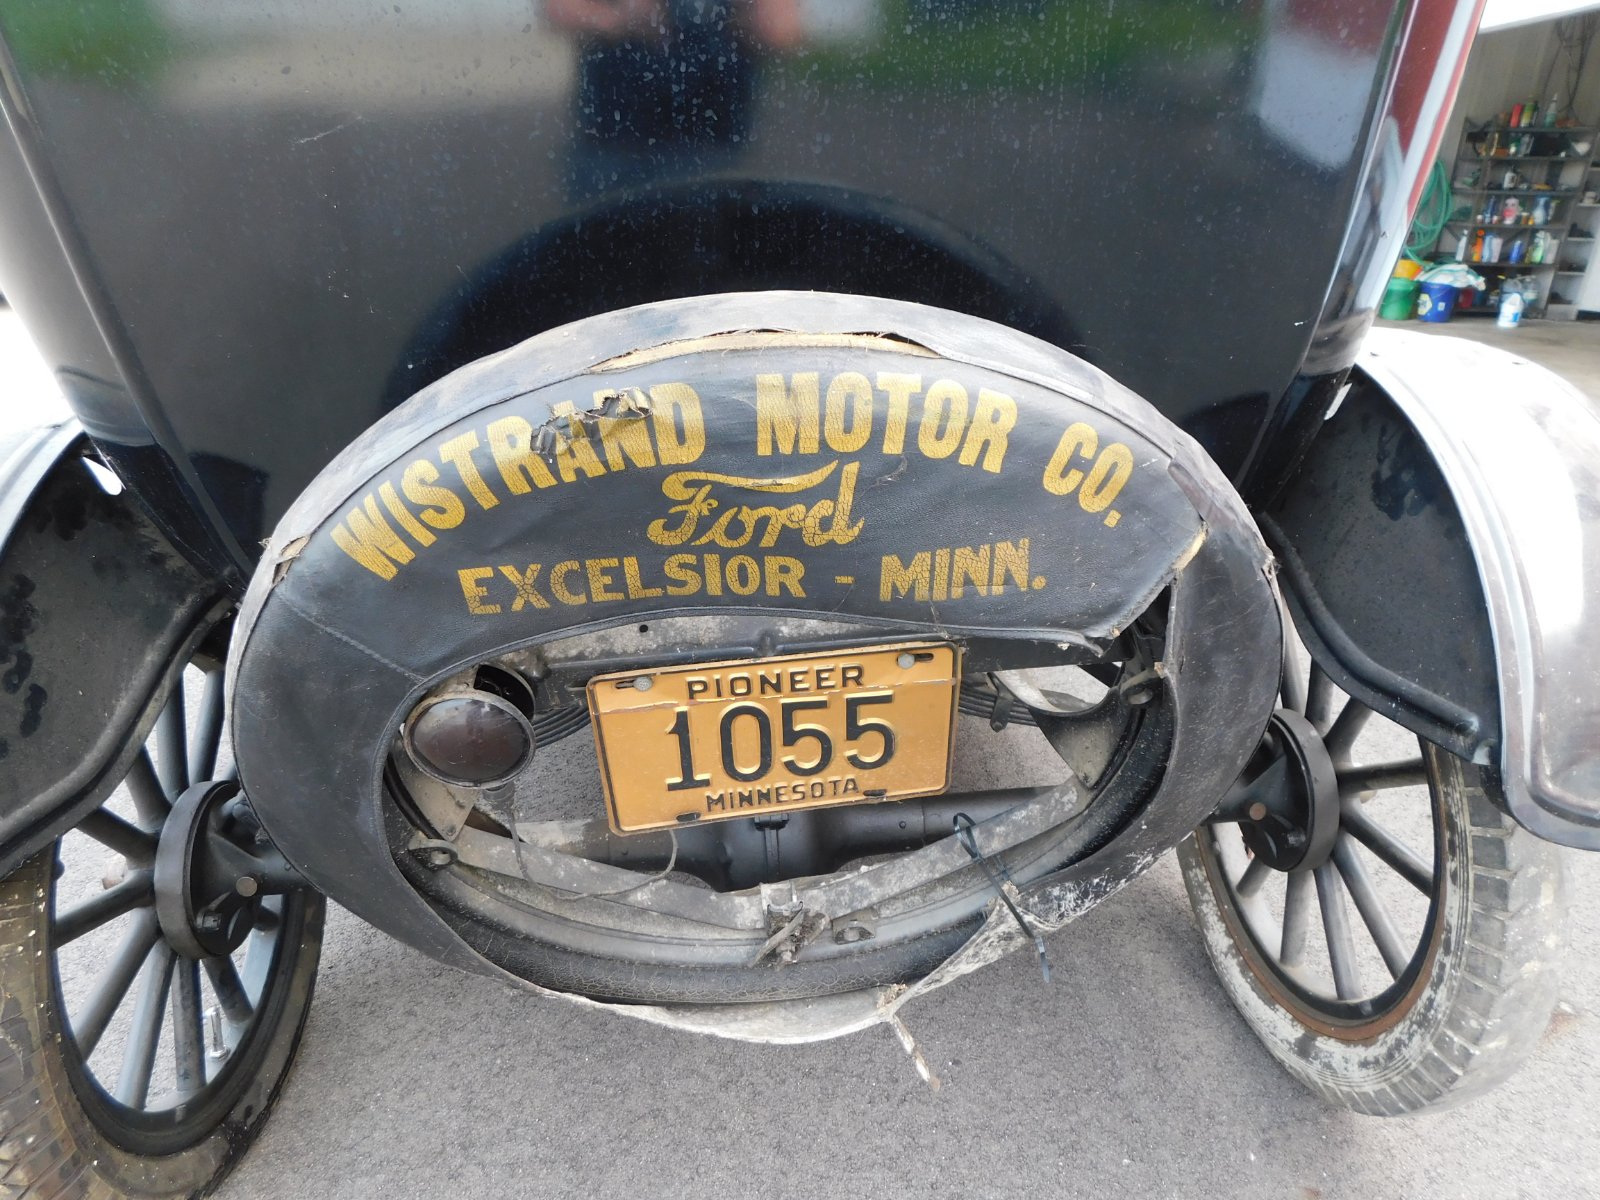 WISTRAND MOTOR CO.
Ford
EXCELSIOR - MINN.
PIONEER
1055
MINNESOTA